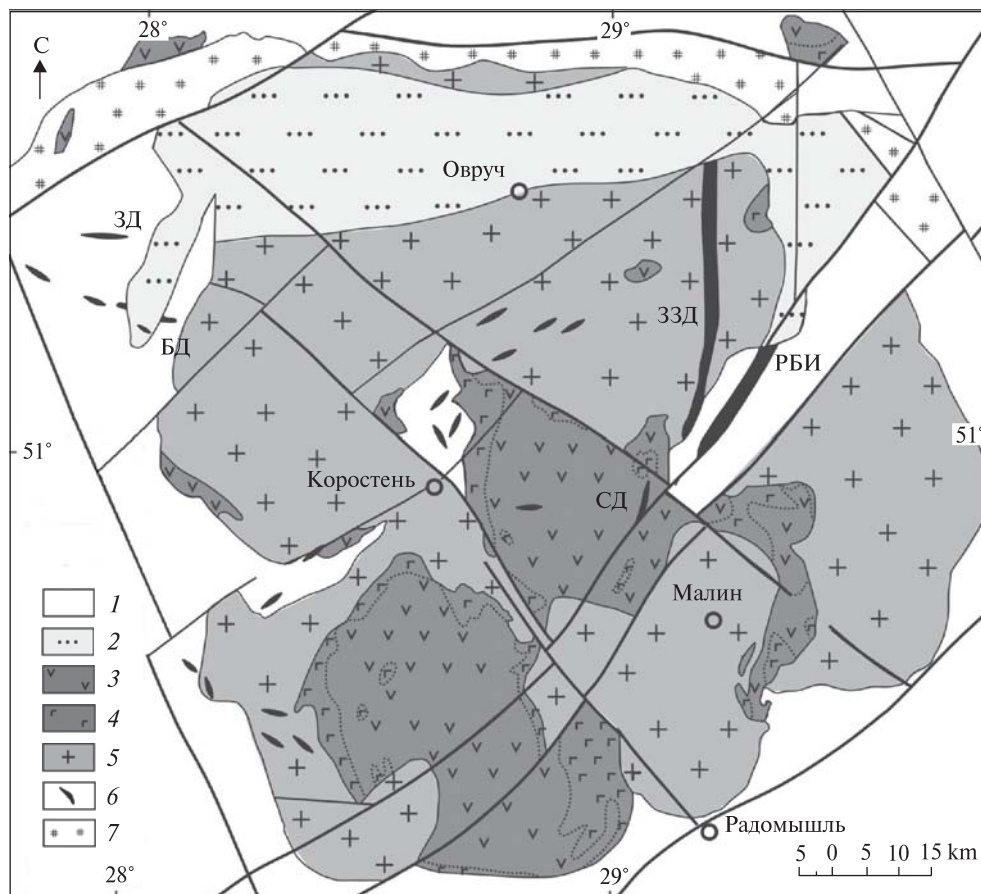 28°
29°
С
Овруч
ЗД
ЗЗД
БД
РБИ
51°
51°
Коростень
СД
Малин
1
2
3
4
5
6
7
Радомышль
5 0 5 10 15 km
28°
29°